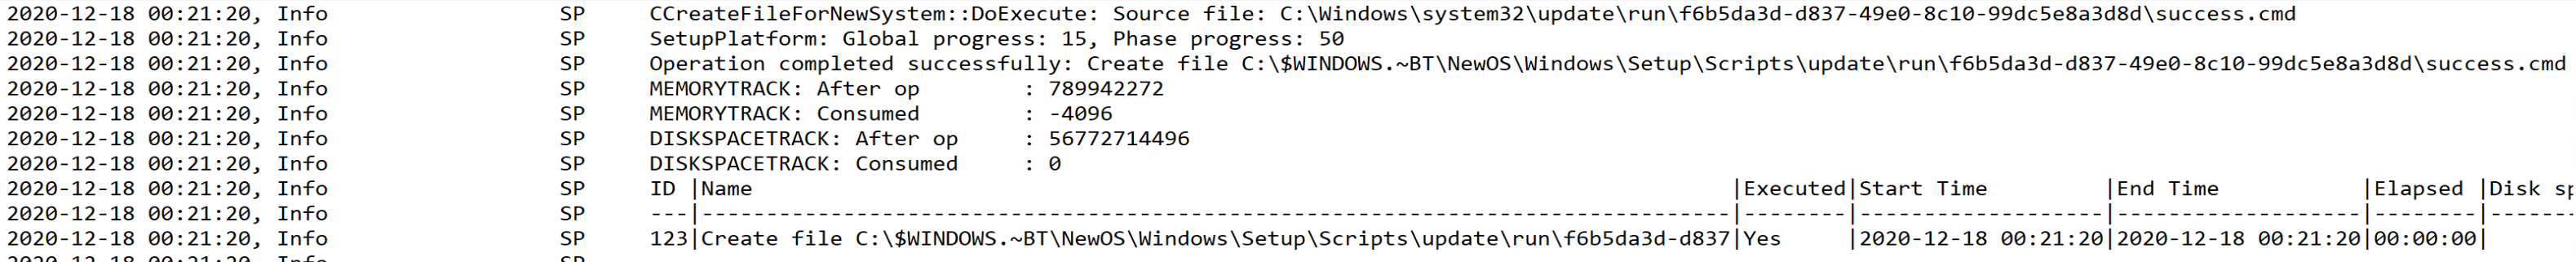 2020-12-18 00:21:20, Info                  SP     CCreateFileForNewSystem::DoExecute: Source file: C:\Windows\system32\update\run\f6b5da3d-d837-49e0-8c10-99dc5e8a3d8d\success.cmd
2020-12-18 00:21:20, Info                  SP     SetupPlatform: Global progress: 15, Phase progress: 50
2020-12-18 00:21:20, Info                  SP     Operation completed successfully: Create file C:\$WINDOWS.~BT\NewOS\Windows\Setup\Scripts\update\run\f6b5da3d-d837-49e0-8c10-99dc5e8a3d8d\success.cmd
2020-12-18 00:21:20, Info                  SP     MEMORYTRACK: After op        : 789942272
2020-12-18 00:21:20, Info                  SP     MEMORYTRACK: Consumed        : -4096
2020-12-18 00:21:20, Info                  SP     DISKSPACETRACK: After op     : 56772714496
2020-12-18 00:21:20, Info                  SP     DISKSPACETRACK: Consumed     : 0
2020-12-18 00:21:20, Info                  SP     ID |Name                                                                            |Executed|Start Time         |End Time           |Elapsed |Disk sp
2020-12-18 00:21:20, Info                  SP     ---|--------------------------------------------------------------------------------|--------|-------------------|-------------------|--------|------
2020-12-18 00:21:20, Info                  SP     123|Create file C:\$WINDOWS.~BT\NewOS\Windows\Setup\Scripts\update\run\f6b5da3d-d837|Yes     |2020-12-18 00:21:20|2020-12-18 00:21:20|00:00:00|